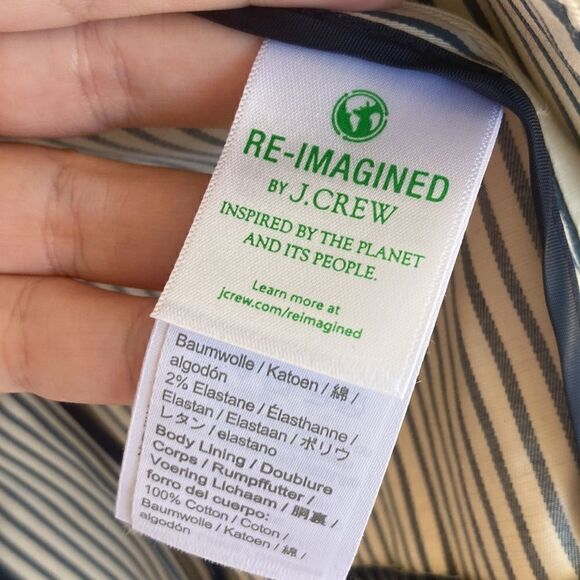 RE-IMAGINED
BY J.CREW
INSPIRED BY THE PLANET
AND ITS PEOPLE.
Learn more at
jcrew.com/reimagined
Baumwolle / Katoen / 綿 /
algodón
2% Elastane / Élasthanne /
Elastan / Elastaan / ポリウ
レタン / elastano
Body Lining / Doublure
Corps / Rumpffutter /
Voering Lichaam / 胴裏 /
forro del cuerpo:
100% Cotton / Coton /
Baumwolle / Katoen / 綿 /
algodón